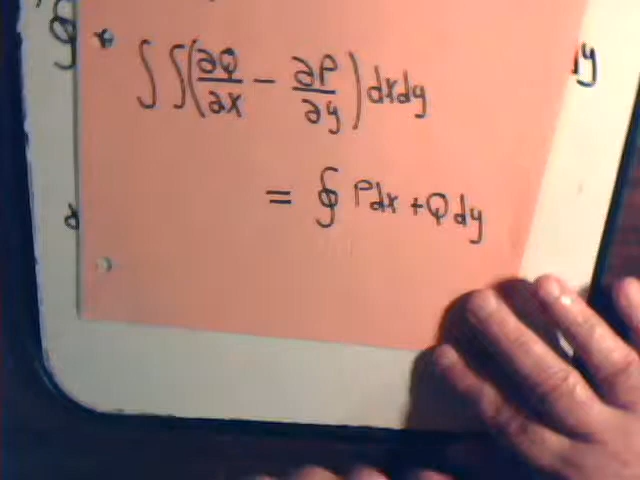 ∫∫(∂Q/∂x − ∂P/∂y)dxdy
= ∮ Pdx + Qdy